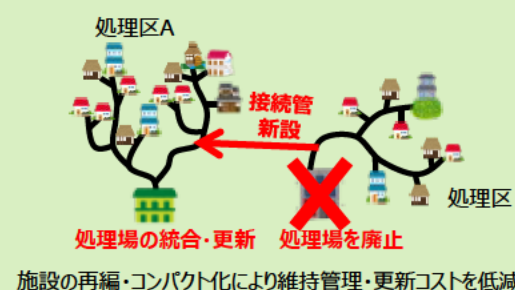 処理区A
接続管
新設
処理区
処理場の統合・更新
処理場を廃止
施設の再編・コンパクト化により維持管理・更新コストを低減